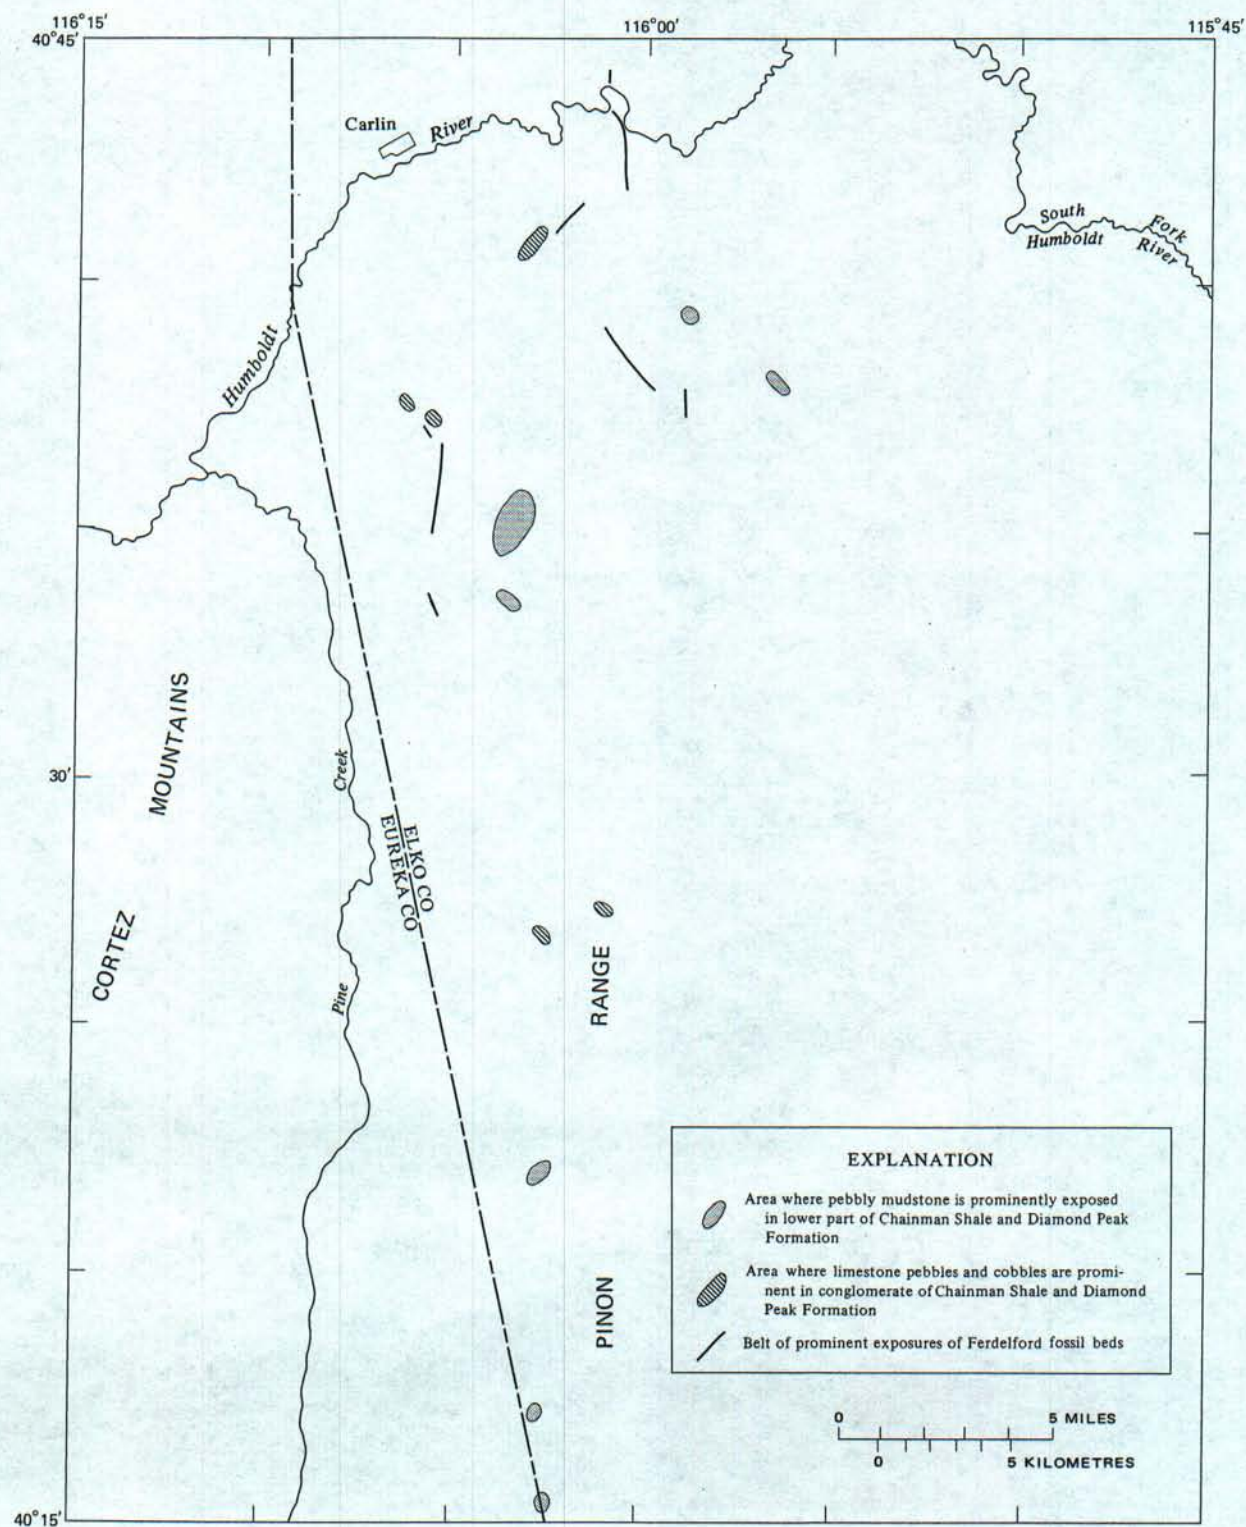 116°15′
116°00′
115°45′
40°45′
Carlin
River
South
Fork
Humboldt
River
Humboldt
MOUNTAINS
30′
Creek
ELKO CO
EUREKA CO
CORTEZ
RANGE
Pine
PINON
EXPLANATION
Area where pebbly mudstone is prominently exposed
in lower part of Chainman Shale and Diamond Peak
Formation
Area where limestone pebbles and cobbles are promi-
nent in conglomerate of Chainman Shale and Diamond
Peak Formation
Belt of prominent exposures of Ferdelford fossil beds
0 5 MILES
0 5 KILOMETRES
40°15′